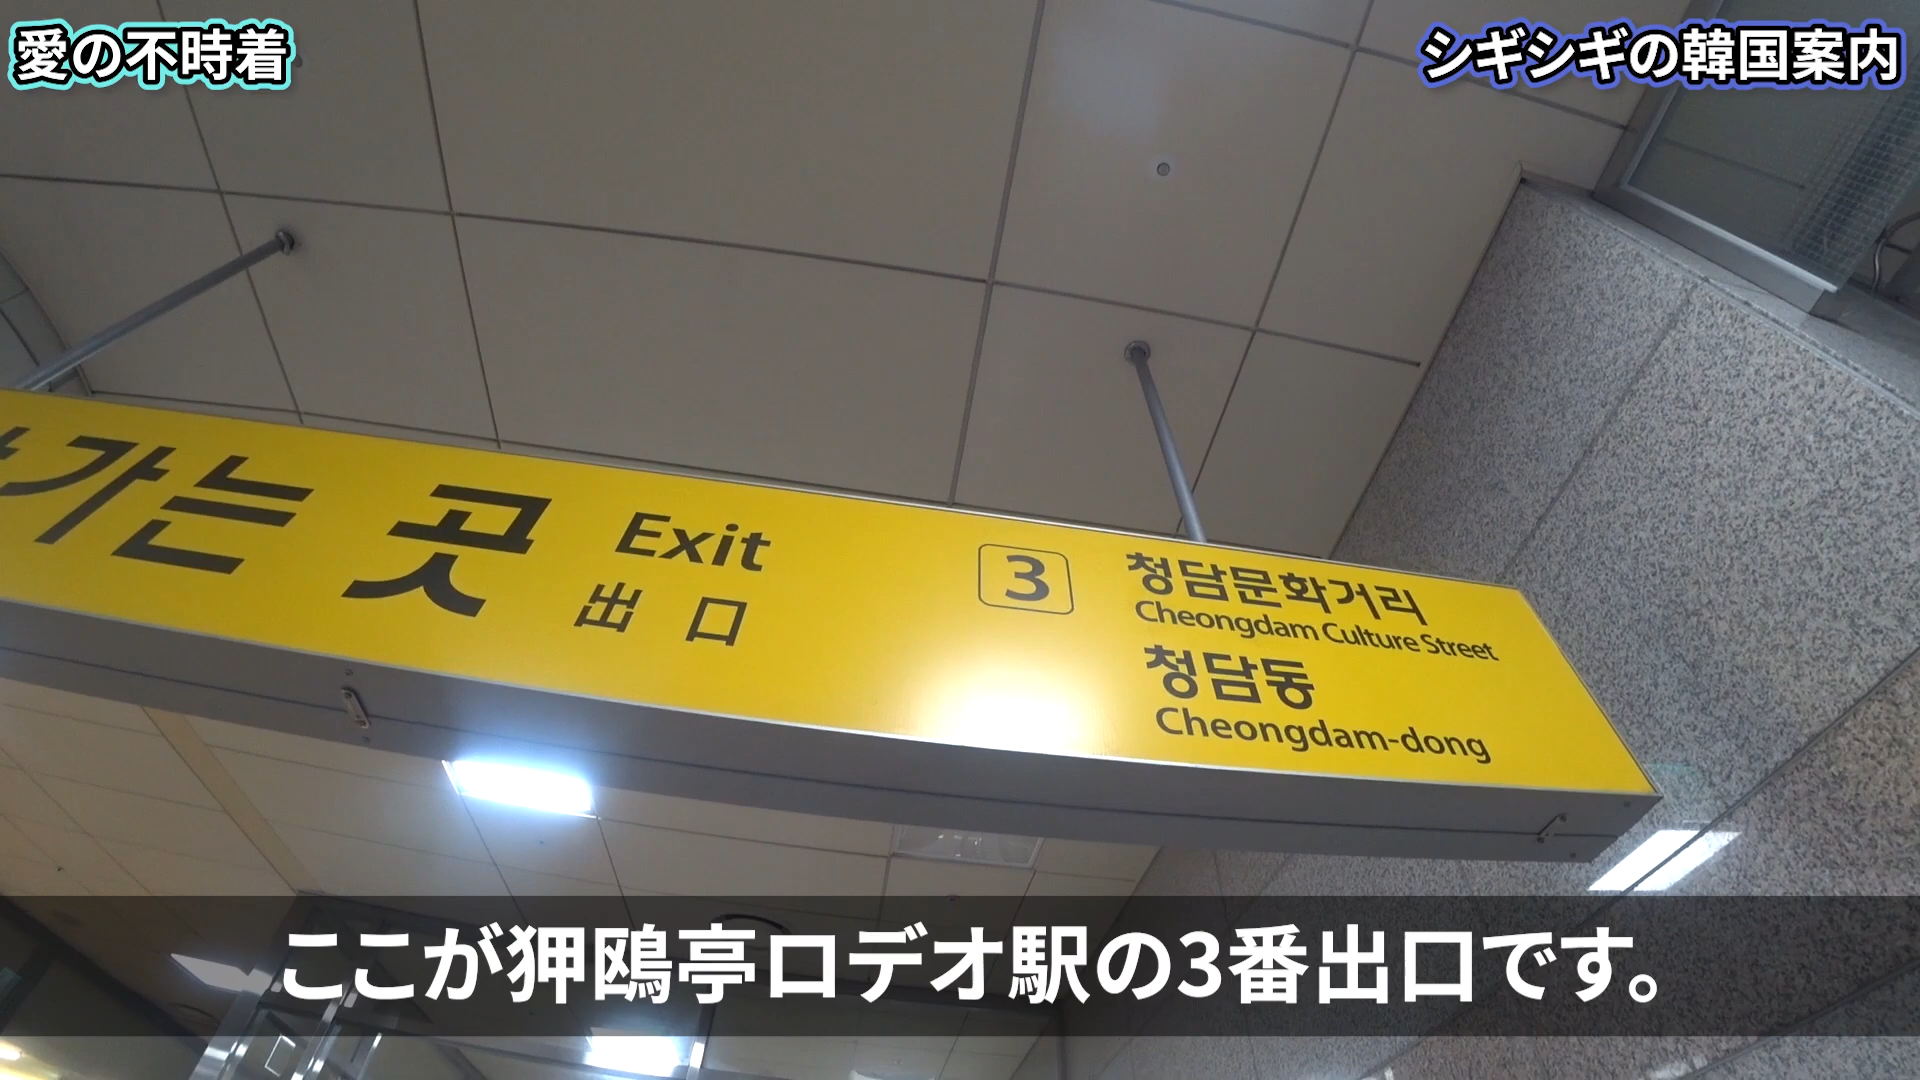 愛の不時着
シギシギの韓国案内
가는 곳
Exit
出口
3
청담문화거리
Cheongdam Culture Street
청담동
Cheongdam-dong
ここが狎鴎亭ロデオ駅の3番出口です。